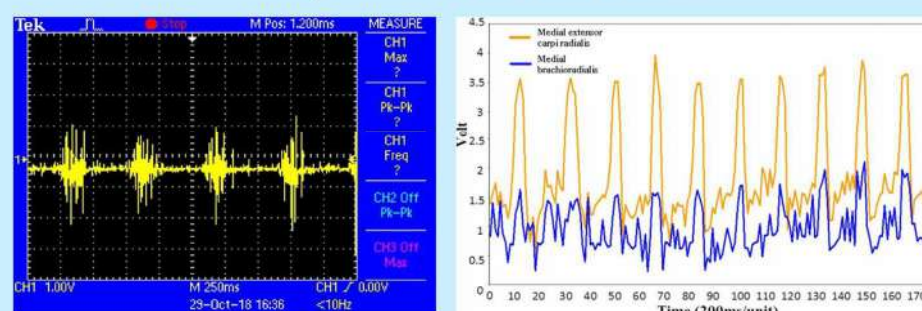 Tek Stop M Pos: 1.200ms MEASURE
CH1
Max
?
CH1
Pk-Pk
?
CH1
Freq
?
CH2 Off
Pk-Pk
CH3 Off
Max
1
CH1 1.00V M 250ms CH1 0.00V
29-Oct-18 16:36 <10Hz
4.5
4
3.5
3
2.5
2
1.5
1
0.5
0
Volt
Medial extensor
carpi radialis
Medial
brachioradialis
0 10 20 30 40 50 60 70 80 90 100 110 120 130 140 150 160
Time (200ms/unit)